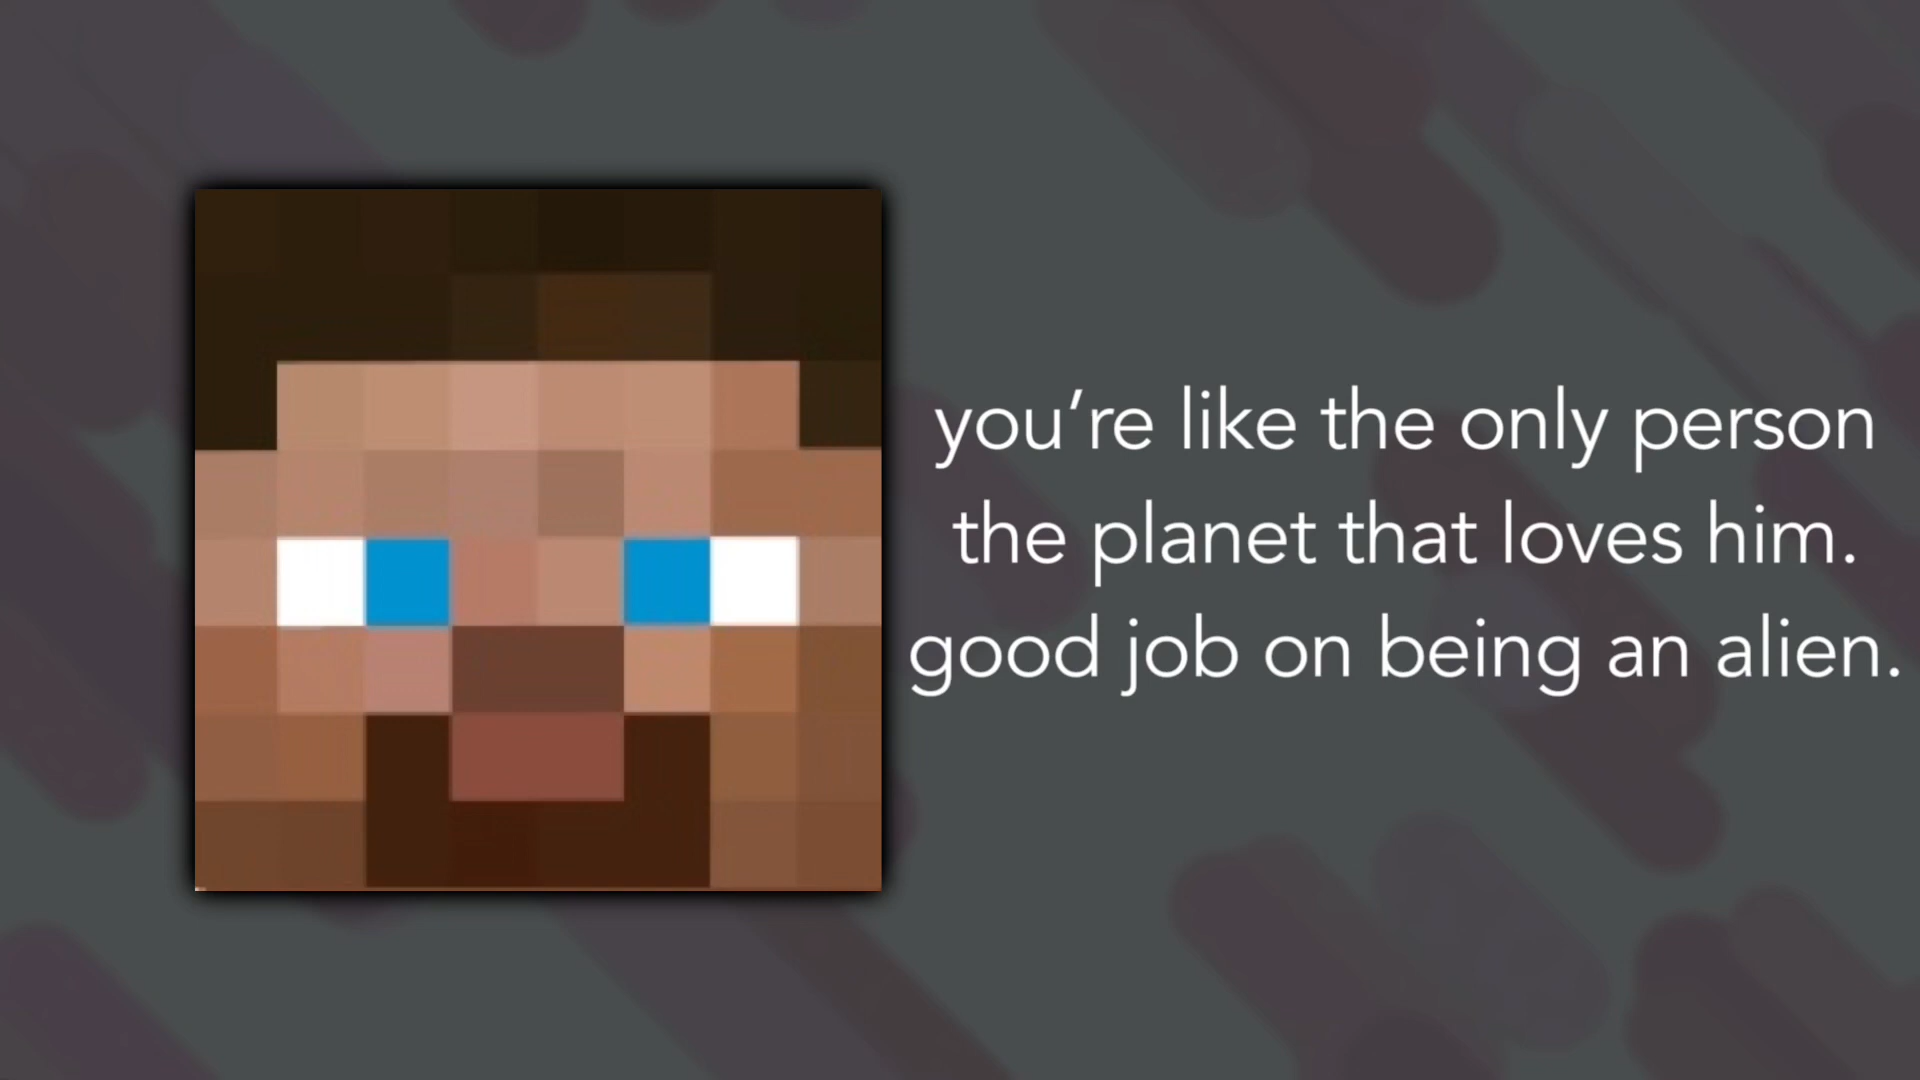 you’re like the only person
the planet that loves him.
good job on being an alien.